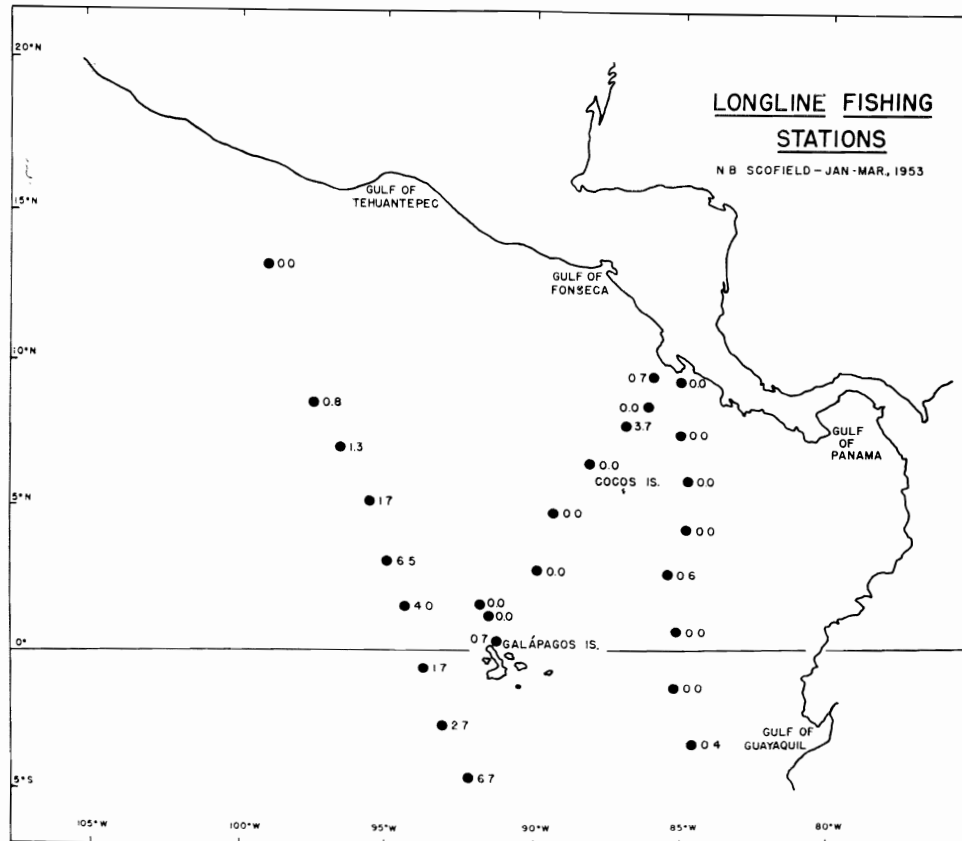 20°N
LONGLINE FISHING
STATIONS
N B SCOFIELD - JAN-MAR., 1953
GULF OF
TEHUANTEPEC
15°N
0 0
GULF OF
FONSECA
10°N
0 7
0.0
0.8
0.0
3.7
0 0
GULF
OF
PANAMA
1.3
0.0
COCOS IS.
0.0
5°N
1 7
0 0
0 0
6 5
0.0
0 6
4 0
0.0
0.0
0 0
0°
0 7
GALÁPAGOS IS.
1 7
0 0
2 7
GULF OF
GUAYAQUIL
0 4
6 7
5°S
105°W
100°W
95°W
90°W
85°W
80°W